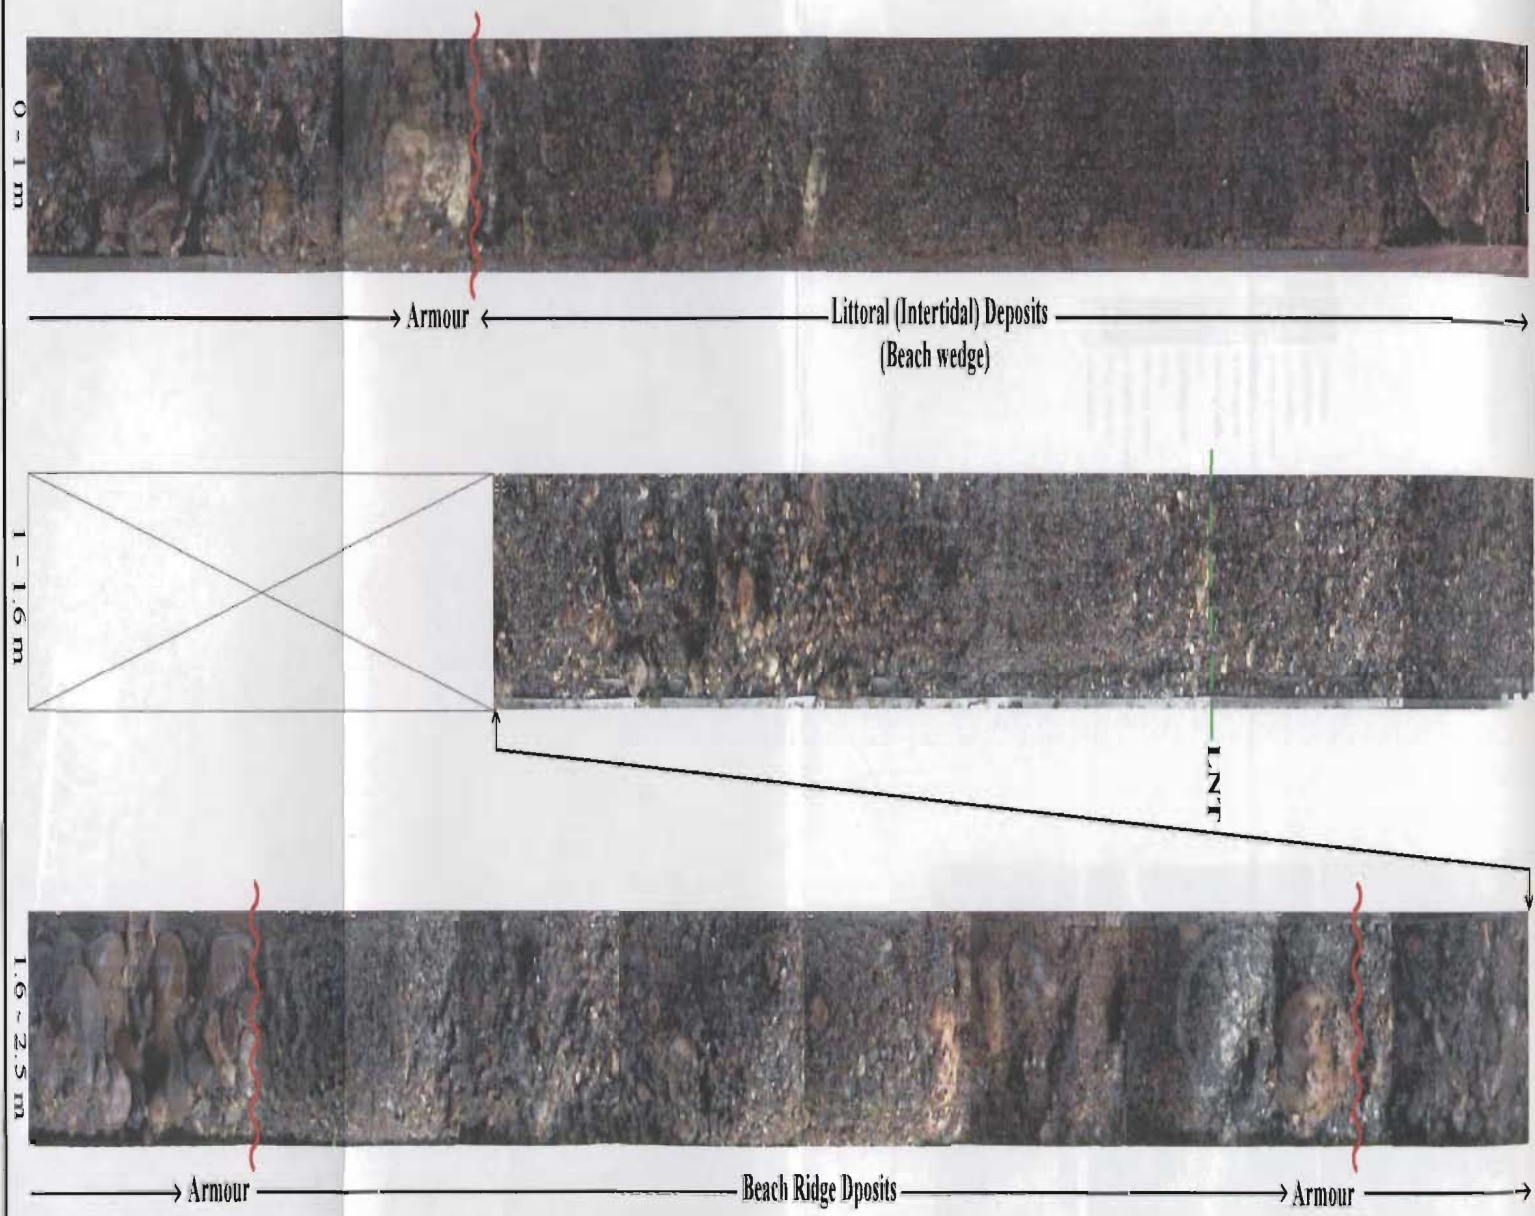 0 - 1 m
Armour
Littoral (Intertidal) Deposits
(Beach wedge)
1 - 1.6 m
LNT
1.6 - 2.5 m
Armour
Beach Ridge Dposits
Armour